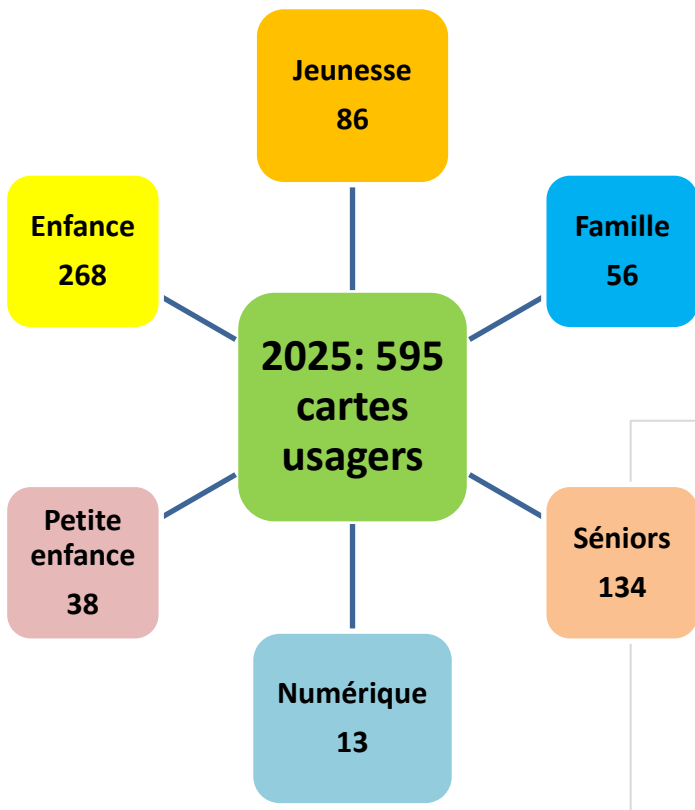 Jeunesse
86
Enfance
268
Famille
56
2025: 595
cartes
usagers
Petite
enfance
38
Séniors
134
Numérique
13